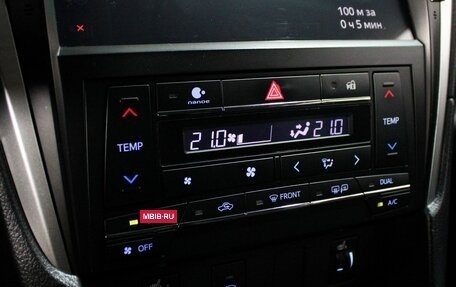 100 м за
0 ч 5 мин
nanoe
TEMP
21.0
21.0
TEMP
FRONT
DUAL
MBIB-RU
A/C
OFF